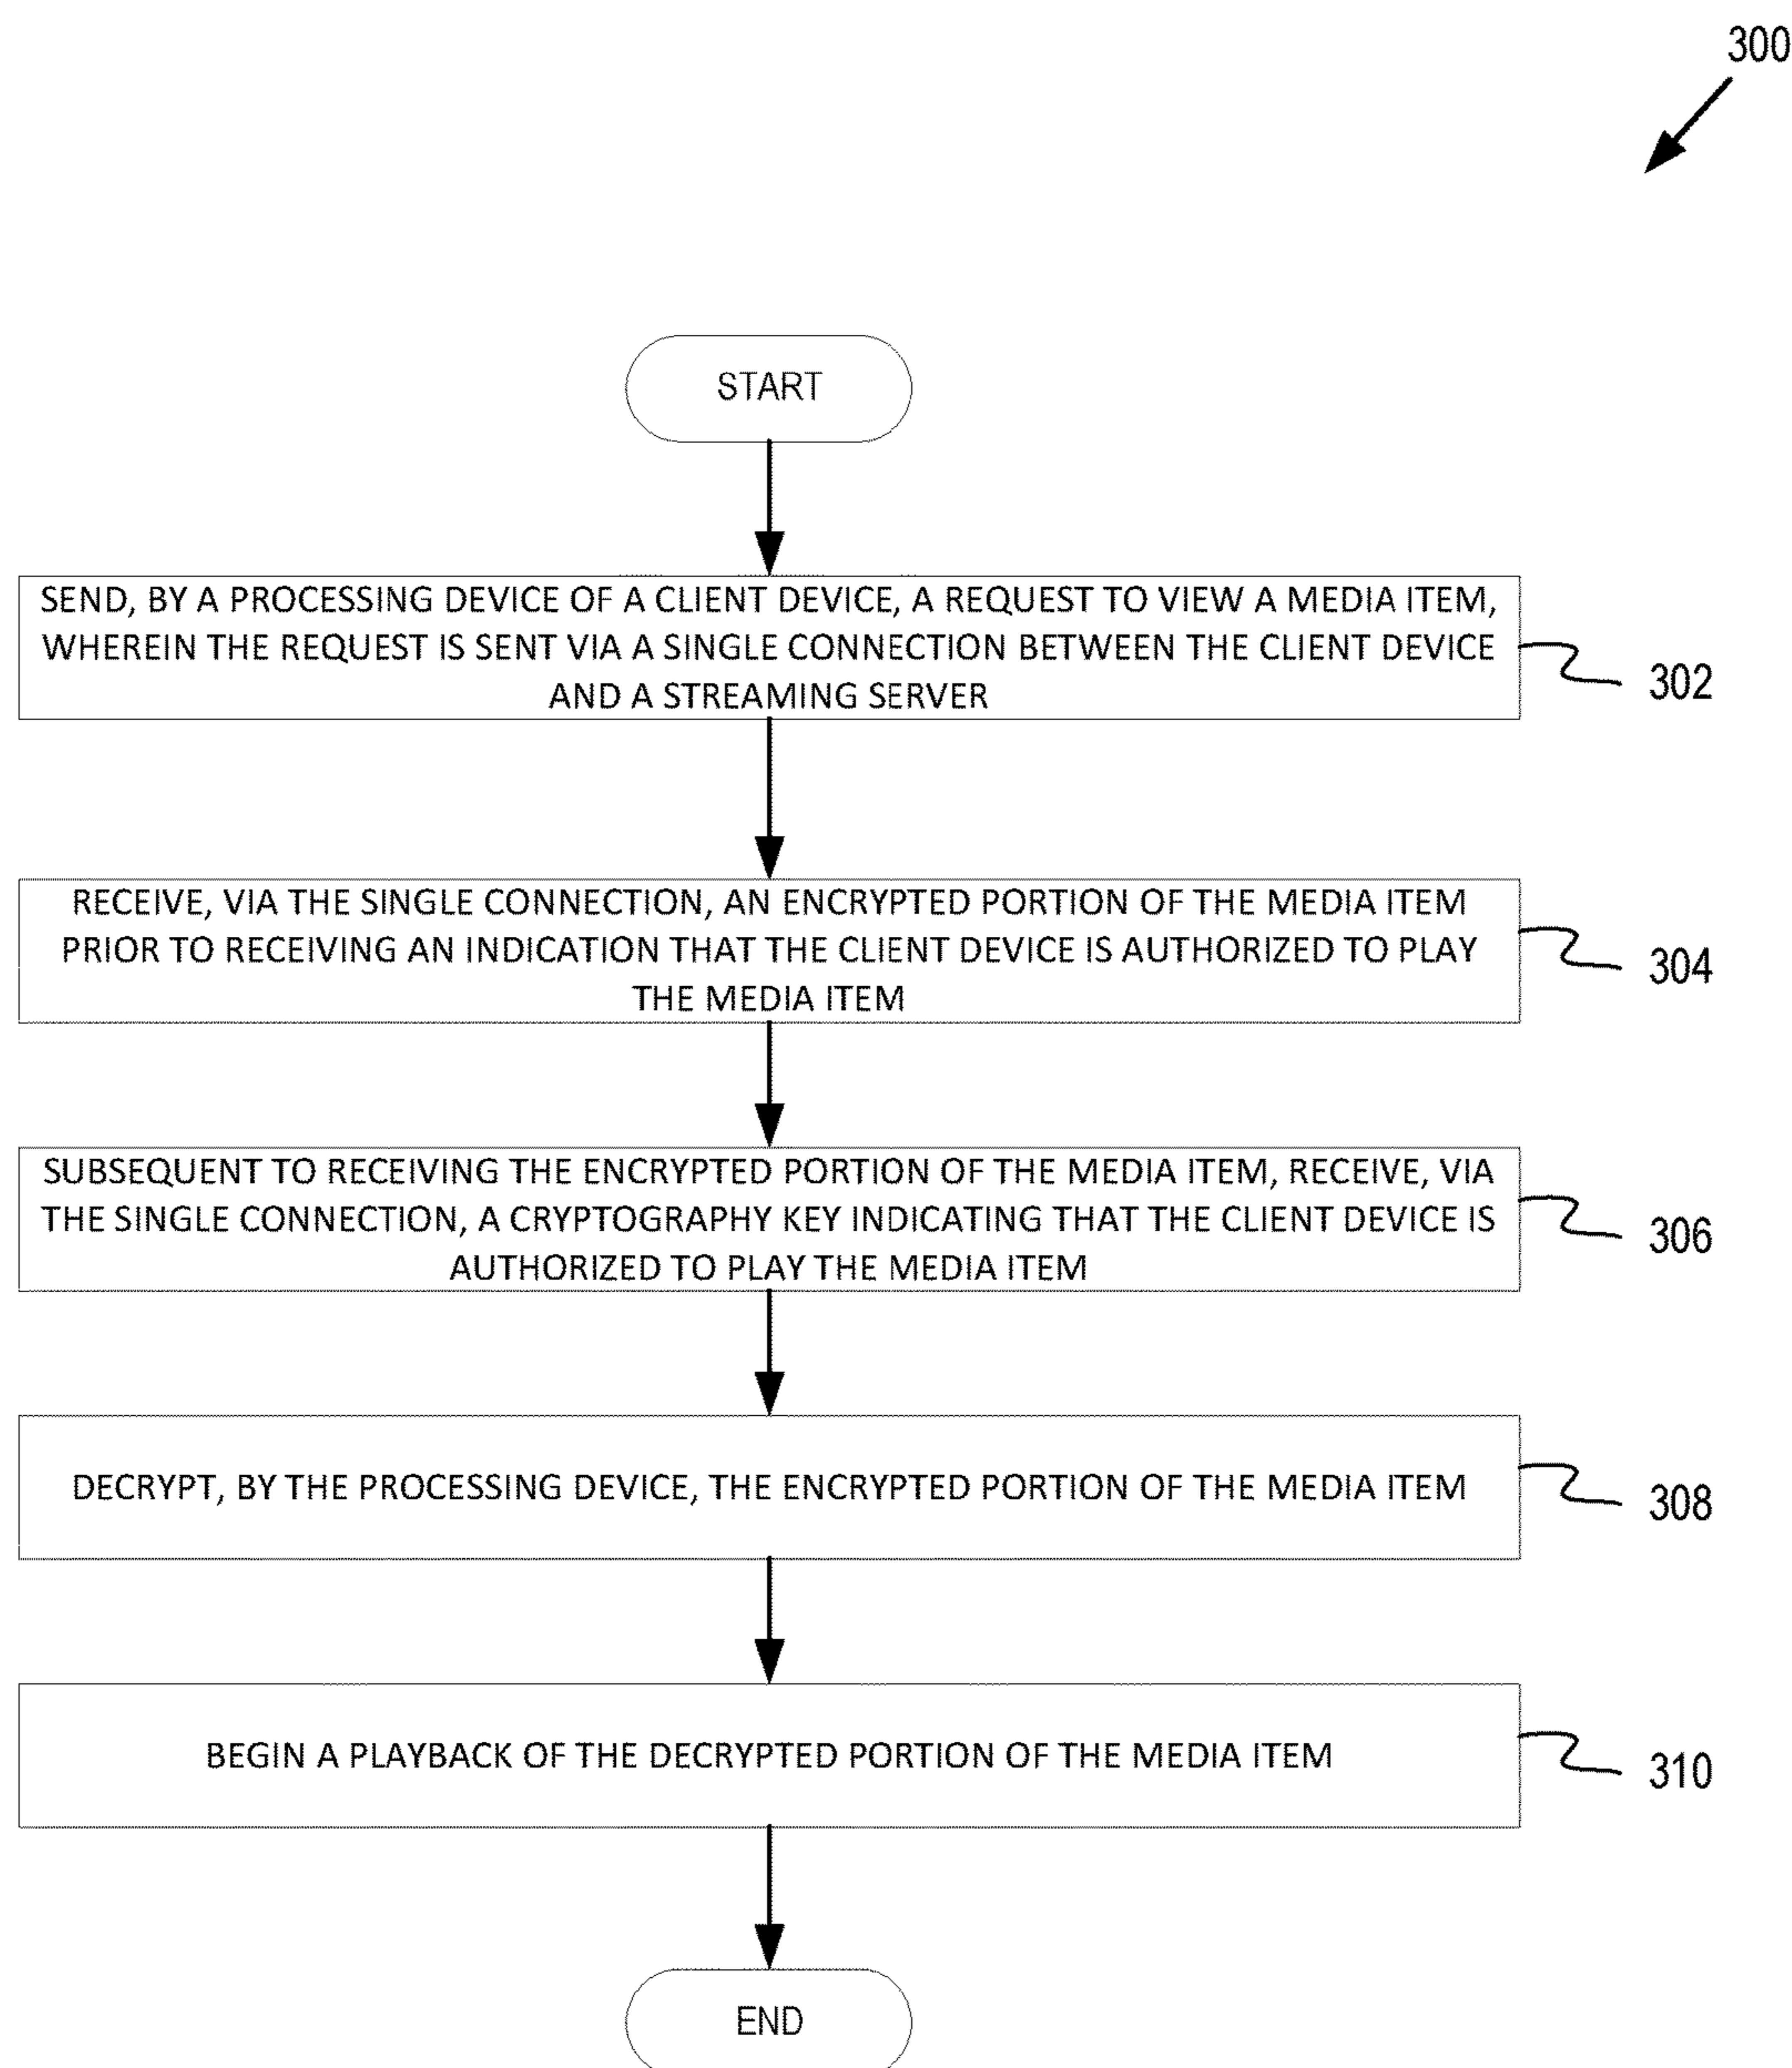 300
START
SEND, BY A PROCESSING DEVICE OF A CLIENT DEVICE, A REQUEST TO VIEW A MEDIA ITEM,
WHEREIN THE REQUEST IS SENT VIA A SINGLE CONNECTION BETWEEN THE CLIENT DEVICE
AND A STREAMING SERVER
302
RECEIVE, VIA THE SINGLE CONNECTION, AN ENCRYPTED PORTION OF THE MEDIA ITEM
PRIOR TO RECEIVING AN INDICATION THAT THE CLIENT DEVICE IS AUTHORIZED TO PLAY
THE MEDIA ITEM
304
SUBSEQUENT TO RECEIVING THE ENCRYPTED PORTION OF THE MEDIA ITEM, RECEIVE, VIA
THE SINGLE CONNECTION, A CRYPTOGRAPHY KEY INDICATING THAT THE CLIENT DEVICE IS
AUTHORIZED TO PLAY THE MEDIA ITEM
306
DECRYPT, BY THE PROCESSING DEVICE, THE ENCRYPTED PORTION OF THE MEDIA ITEM
308
BEGIN A PLAYBACK OF THE DECRYPTED PORTION OF THE MEDIA ITEM
310
END